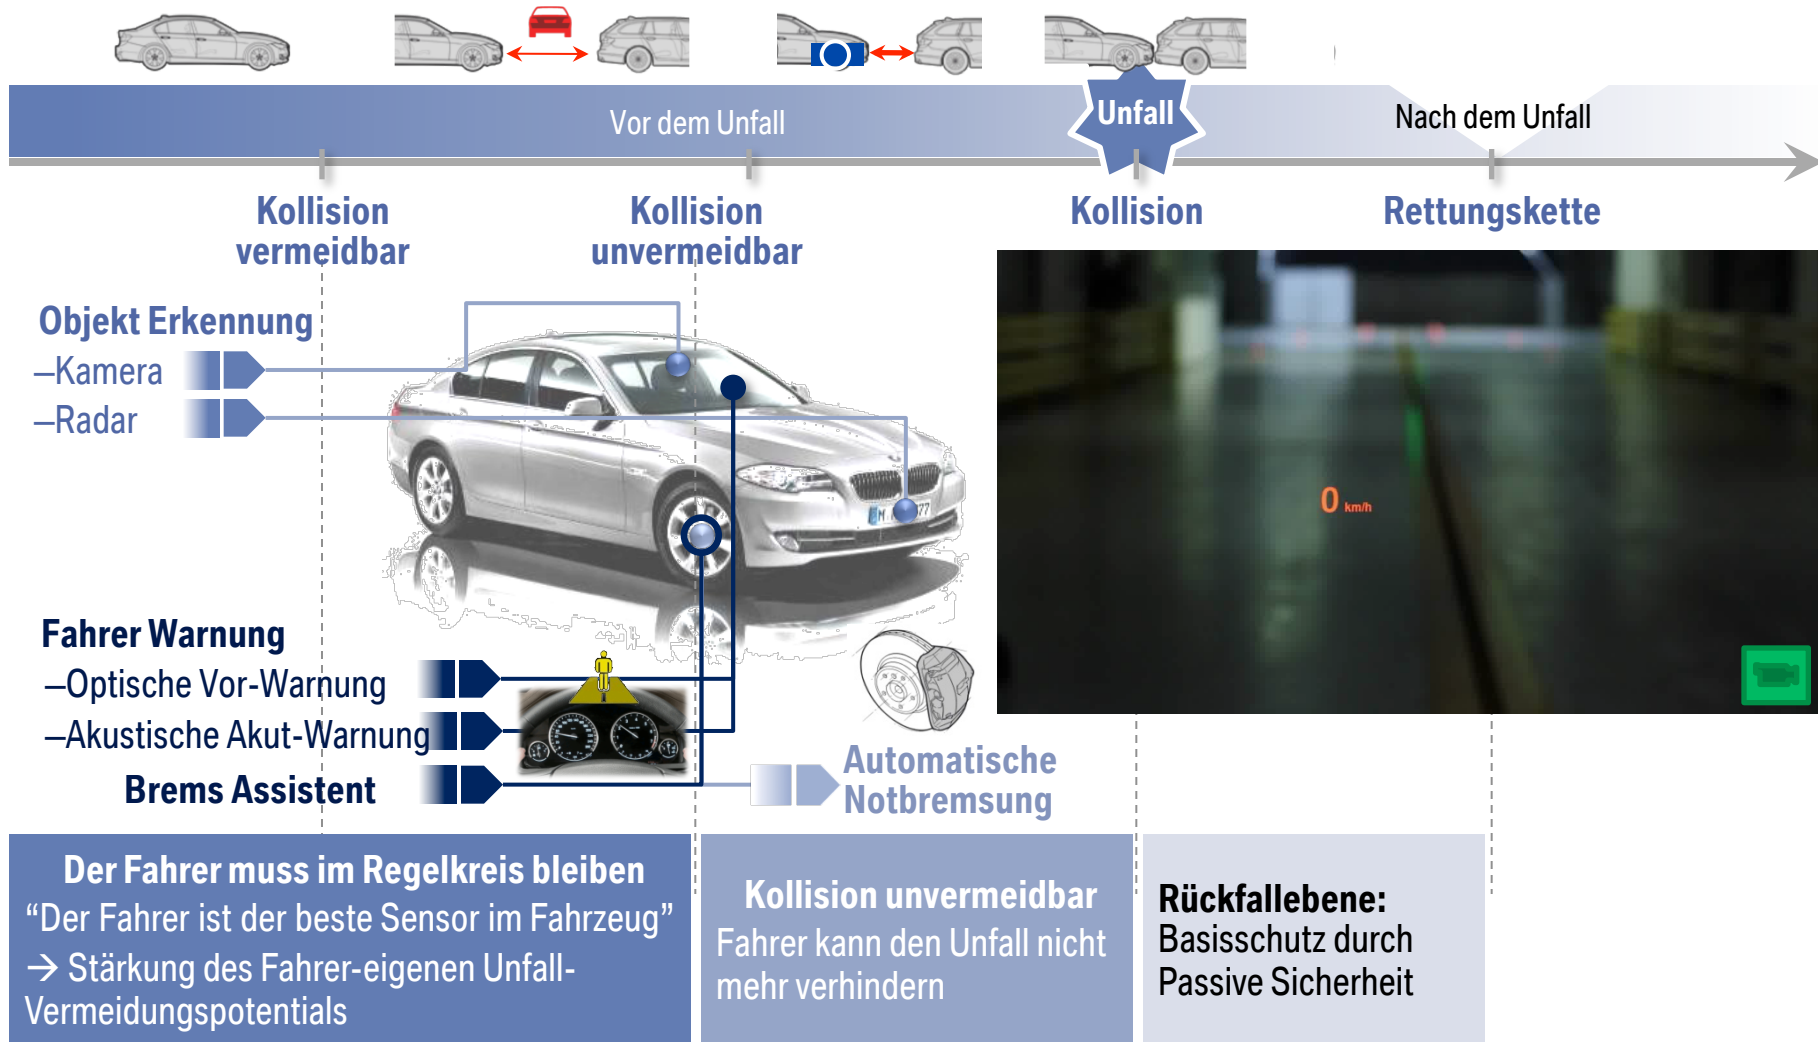 Vor dem Unfall
Unfall
Nach dem Unfall
Kollision
vermeidbar
Kollision
unvermeidbar
Kollision
Rettungskette
Objekt Erkennung
–Kamera
–Radar
0 km/h
Fahrer Warnung
–Optische Vor-Warnung
–Akustische Akut-Warnung
Brems Assistent
Automatische
Notbremsung
Der Fahrer muss im Regelkreis bleiben
“Der Fahrer ist der beste Sensor im Fahrzeug”
→ Stärkung des Fahrer-eigenen Unfall-
Vermeidungspotentials
Kollision unvermeidbar
Fahrer kann den Unfall nicht
mehr verhindern
Rückfallebene:
Basisschutz durch
Passive Sicherheit